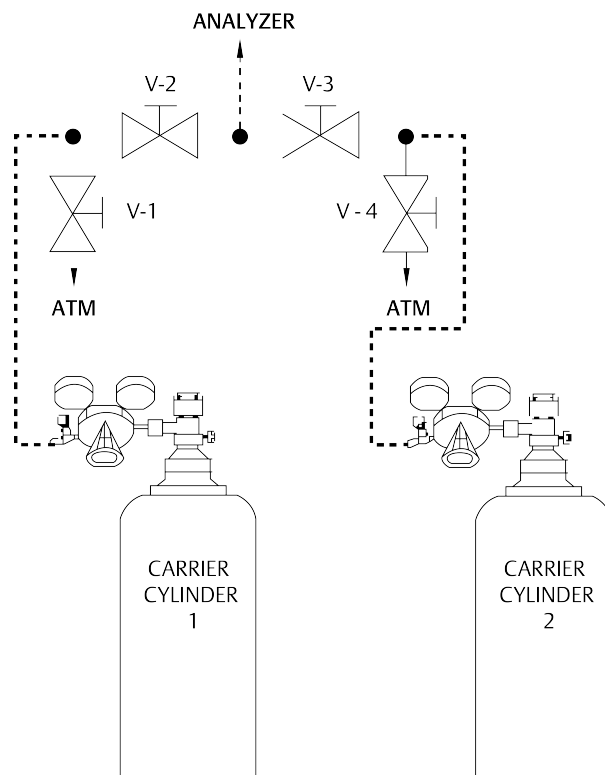 ANALYZER
V-2
V-3
V-1
V - 4
ATM
ATM
CARRIER
CYLINDER
1
CARRIER
CYLINDER
2